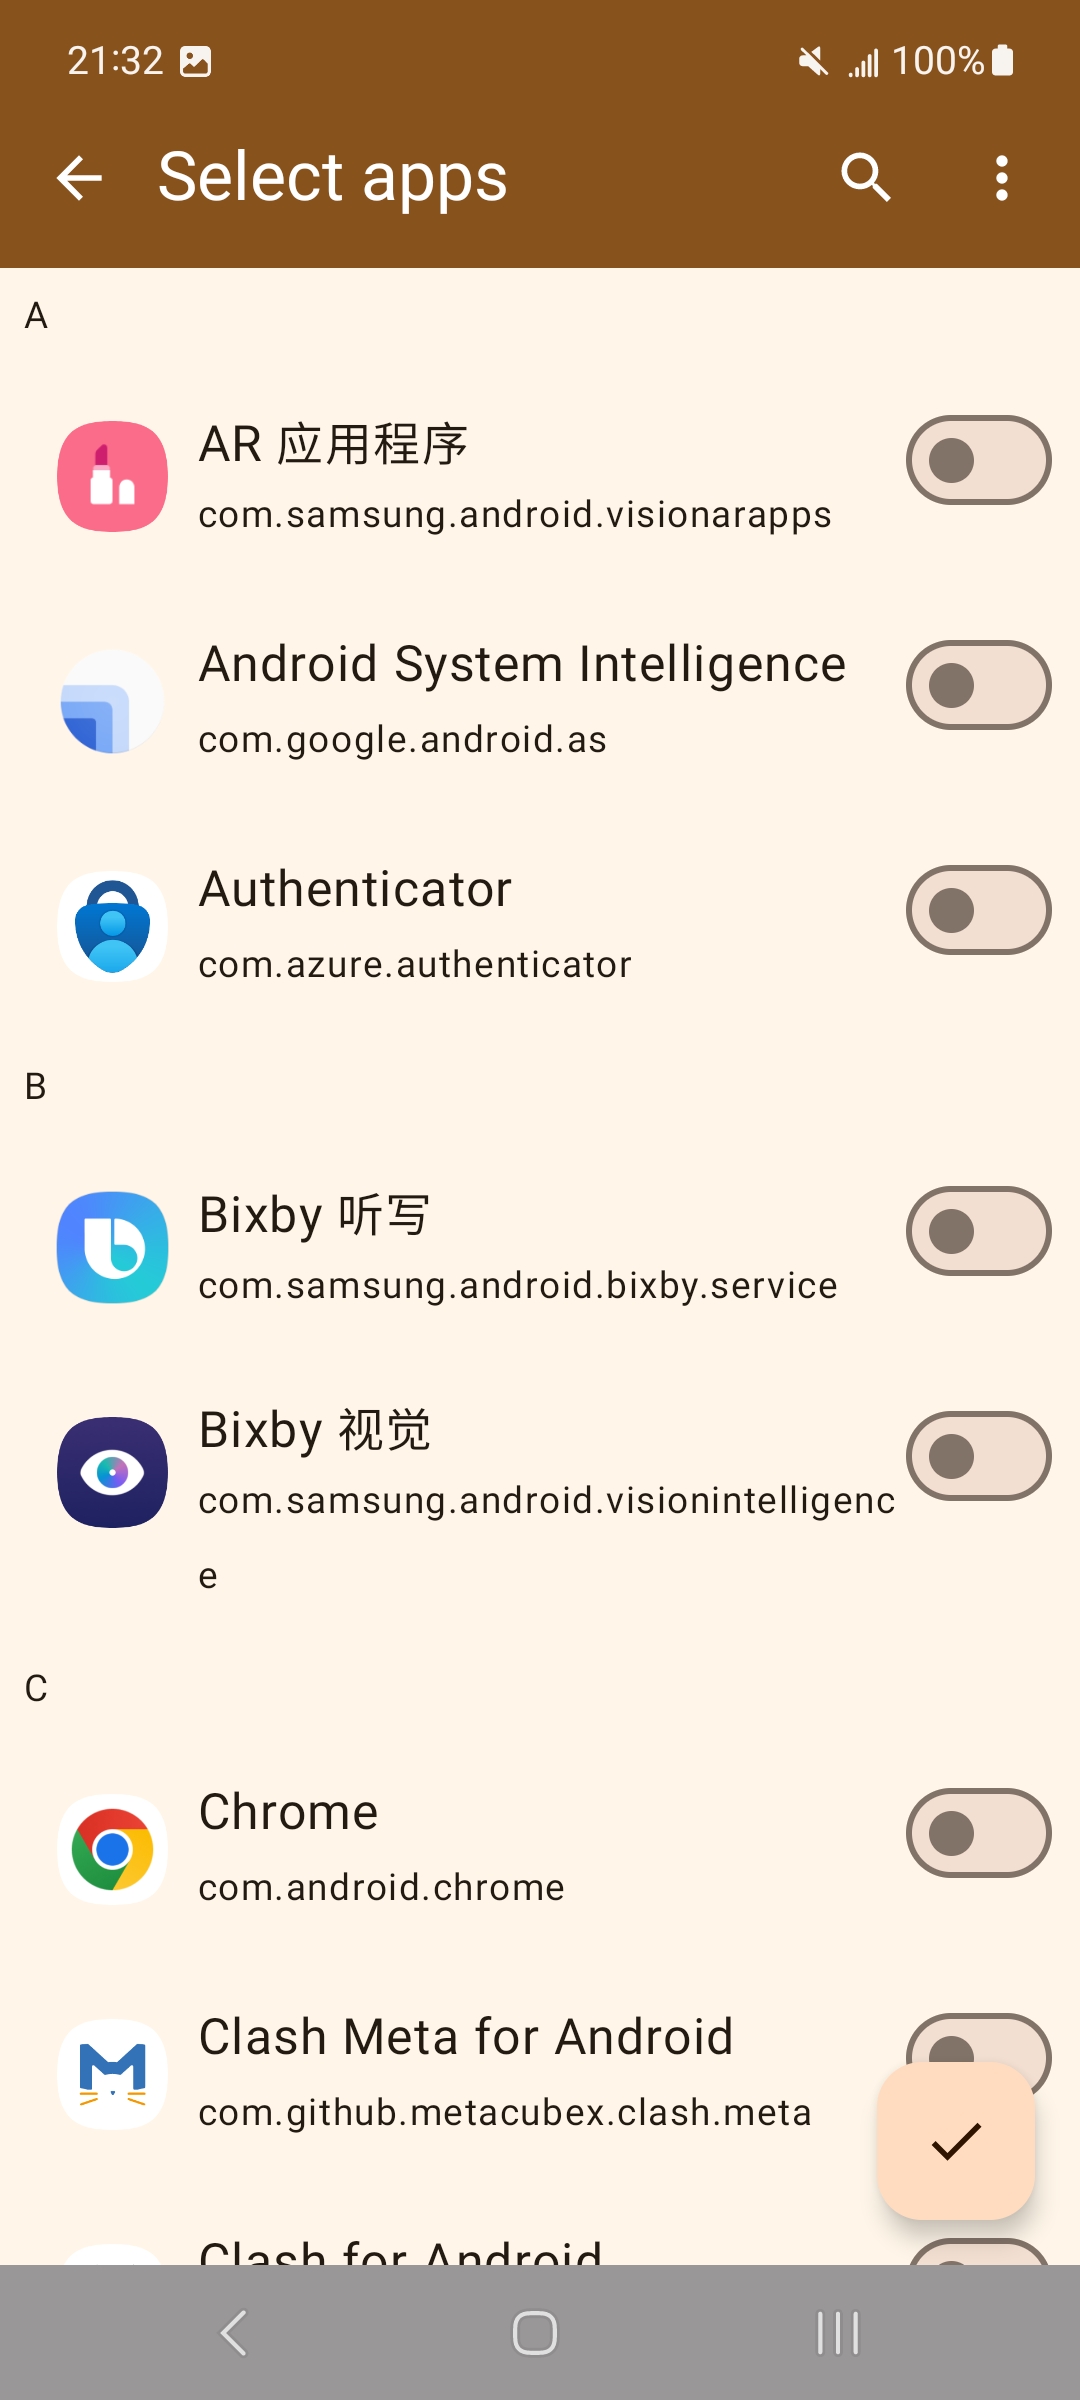 21:32
100%
Select apps
A
AR 应用程序
com.samsung.android.visionarapps
Android System Intelligence
com.google.android.as
Authenticator
com.azure.authenticator
B
Bixby 听写
com.samsung.android.bixby.service
Bixby 视觉
com.samsung.android.visionintelligenc
e
C
Chrome
com.android.chrome
Clash Meta for Android
com.github.metacubex.clash.meta
Clash for Android